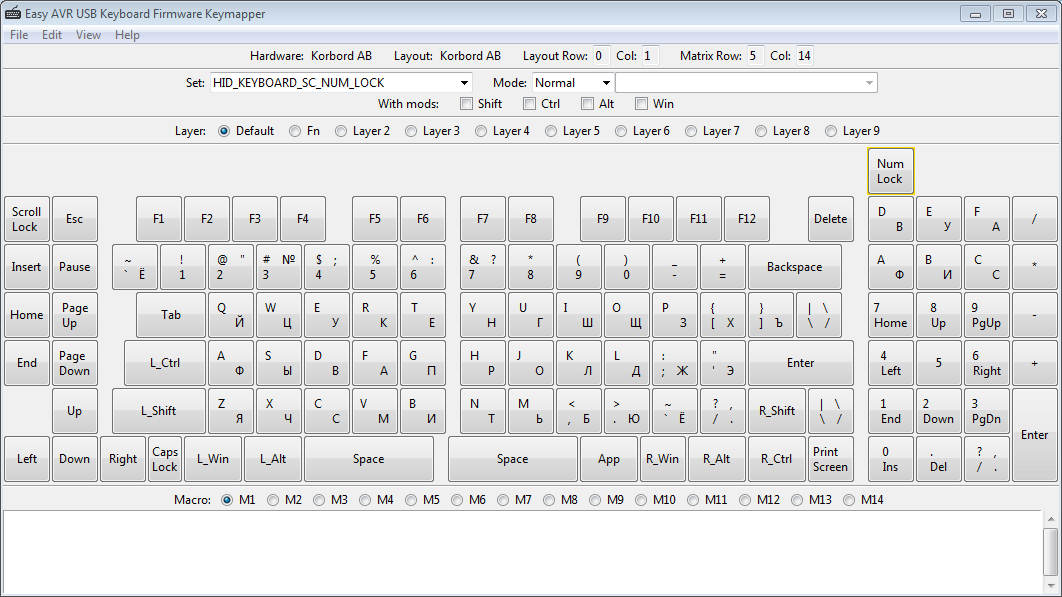 Easy AVR USB Keyboard Firmware Keymapper
File Edit View Help
Hardware: Korbord AB Layout: Korbord AB Layout Row: 0 Col: 1 Matrix Row: 5 Col: 14
Set: HID_KEYBOARD_SC_NUM_LOCK Mode: Normal
With mods: Shift Ctrl Alt Win
Layer: Default Fn Layer 2 Layer 3 Layer 4 Layer 5 Layer 6 Layer 7 Layer 8 Layer 9
Num
Lock
Scroll Lock Esc F1 F2 F3 F4 F5 F6 F7 F8 F9 F10 F11 F12 Delete D В E У F А /
Insert Pause ~ ` Ё ! 1 @ " 2 # № 3 $ ; 4 % 5 ^ : 6 & ? 7 * 8 ( 9 ) 0 _ - + = Backspace A Ф B И C С *
Home Page Up Tab Q Й W Ц E У R К T Е Y Н U Г I Ш O Щ P З { [ Х } ] Ъ | \ \ / 7 Home 8 Up 9 PgUp -
End Page Down L_Ctrl A Ф S Ы D В F А G П H Р J О K Л L Д : ; Ж " ' Э Enter 4 Left 5 6 Right +
Up L_Shift Z Я X Ч C С V М B И N Т M Ь < , Б > . Ю ~ ` Ё ? , / . R_Shift | \ \ / 1 End 2 Down 3 PgDn Enter
Left Down Right Caps Lock L_Win L_Alt Space Space App R_Win R_Alt R_Ctrl Print Screen 0 Ins . Del ? , / .
Macro: M1 M2 M3 M4 M5 M6 M7 M8 M9 M10 M11 M12 M13 M14